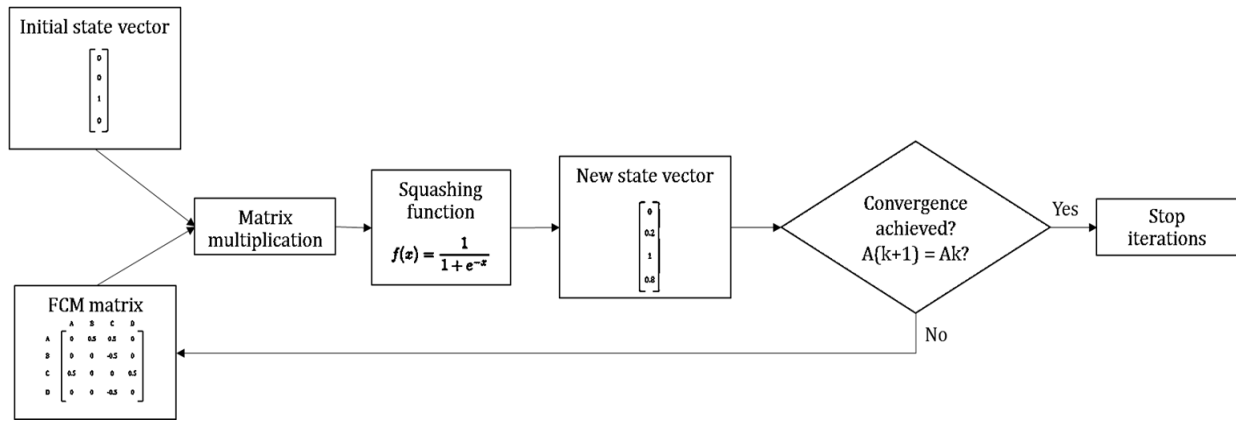 Initial state vector
0
0
1
0
FCM matrix
A B C D
A 0 0.5 0.5 0
B 0 0 -0.5 0
C 0.5 0 0 0.5
D 0 0 -0.5 0
Matrix
multiplication
Squashing
function
f(x) = 1 / (1 + e^{-x})
New state vector
0
0.2
1
0.8
Convergence
achieved?
A(k+1) = Ak?
Yes
Stop
iterations
No